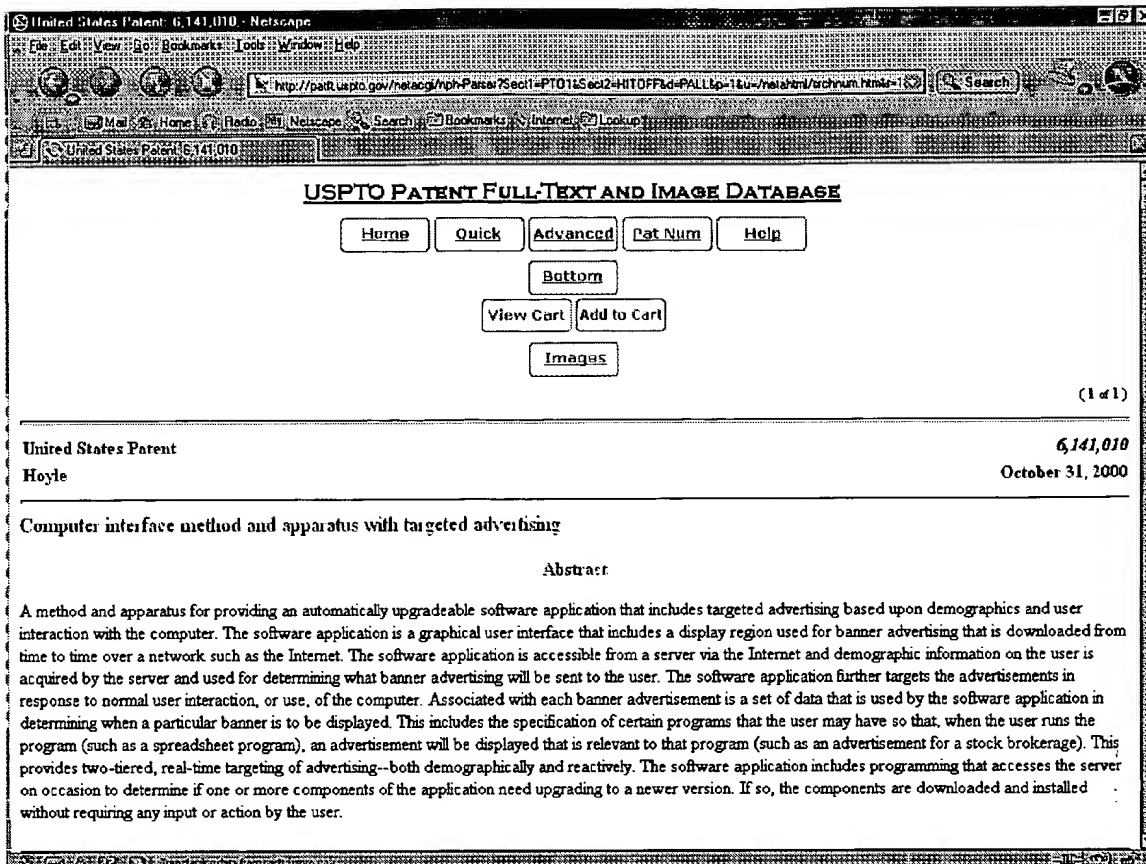 United States Patent: 6,141,010 - Netscape
File Edit View Go Bookmarks Tools Window Help
http://patft.uspto.gov/netacgi/nph-Parser?Sect1=PTO1&Sect2=HITOFF&d=PALL&p=1&u=/netahtml/srchnum.htm&r=1 Search
Mail Home Radio Netscape Search Bookmarks Internet Lookup
United States Patent: 6,141,010
USPTO PATENT FULL-TEXT AND IMAGE DATABASE
Home Quick Advanced Pat Num Help
Bottom
View Cart Add to Cart
Images
(1 of 1)
United States Patent 6,141,010
Hoyle October 31, 2000
Computer interface method and apparatus with targeted advertising
Abstract
A method and apparatus for providing an automatically upgradeable software application that includes targeted advertising based upon demographics and user
interaction with the computer. The software application is a graphical user interface that includes a display region used for banner advertising that is downloaded from
time to time over a network such as the Internet. The software application is accessible from a server via the Internet and demographic information on the user is
acquired by the server and used for determining what banner advertising will be sent to the user. The software application further targets the advertisements in
response to normal user interaction, or use, of the computer. Associated with each banner advertisement is a set of data that is used by the software application in
determining when a particular banner is to be displayed. This includes the specification of certain programs that the user may have so that, when the user runs the
program (such as a spreadsheet program), an advertisement will be displayed that is relevant to that program (such as an advertisement for a stock brokerage). This
provides two-tiered, real-time targeting of advertising--both demographically and reactively. The software application includes programming that accesses the server
on occasion to determine if one or more components of the application need upgrading to a newer version. If so, the components are downloaded and installed
without requiring any input or action by the user.